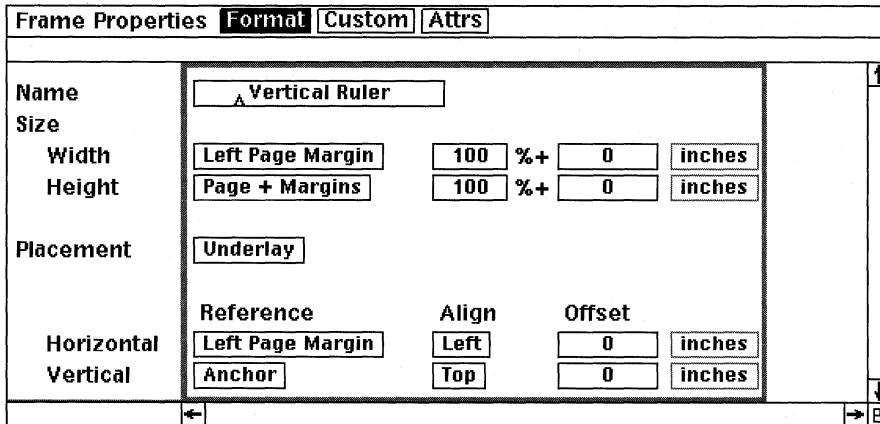 Frame Properties Format Custom Attrs
Name Vertical Ruler
Size
Width Left Page Margin 100 %+ 0 inches
Height Page + Margins 100 %+ 0 inches
Placement Underlay
Reference Align Offset
Horizontal Left Page Margin Left 0 inches
Vertical Anchor Top 0 inches